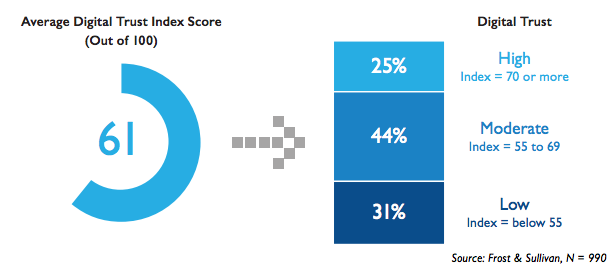 Average Digital Trust Index Score
(Out of 100)
61
Digital Trust
25%
High
Index = 70 or more
44%
Moderate
Index = 55 to 69
31%
Low
Index = below 55
Source: Frost & Sullivan, N = 990